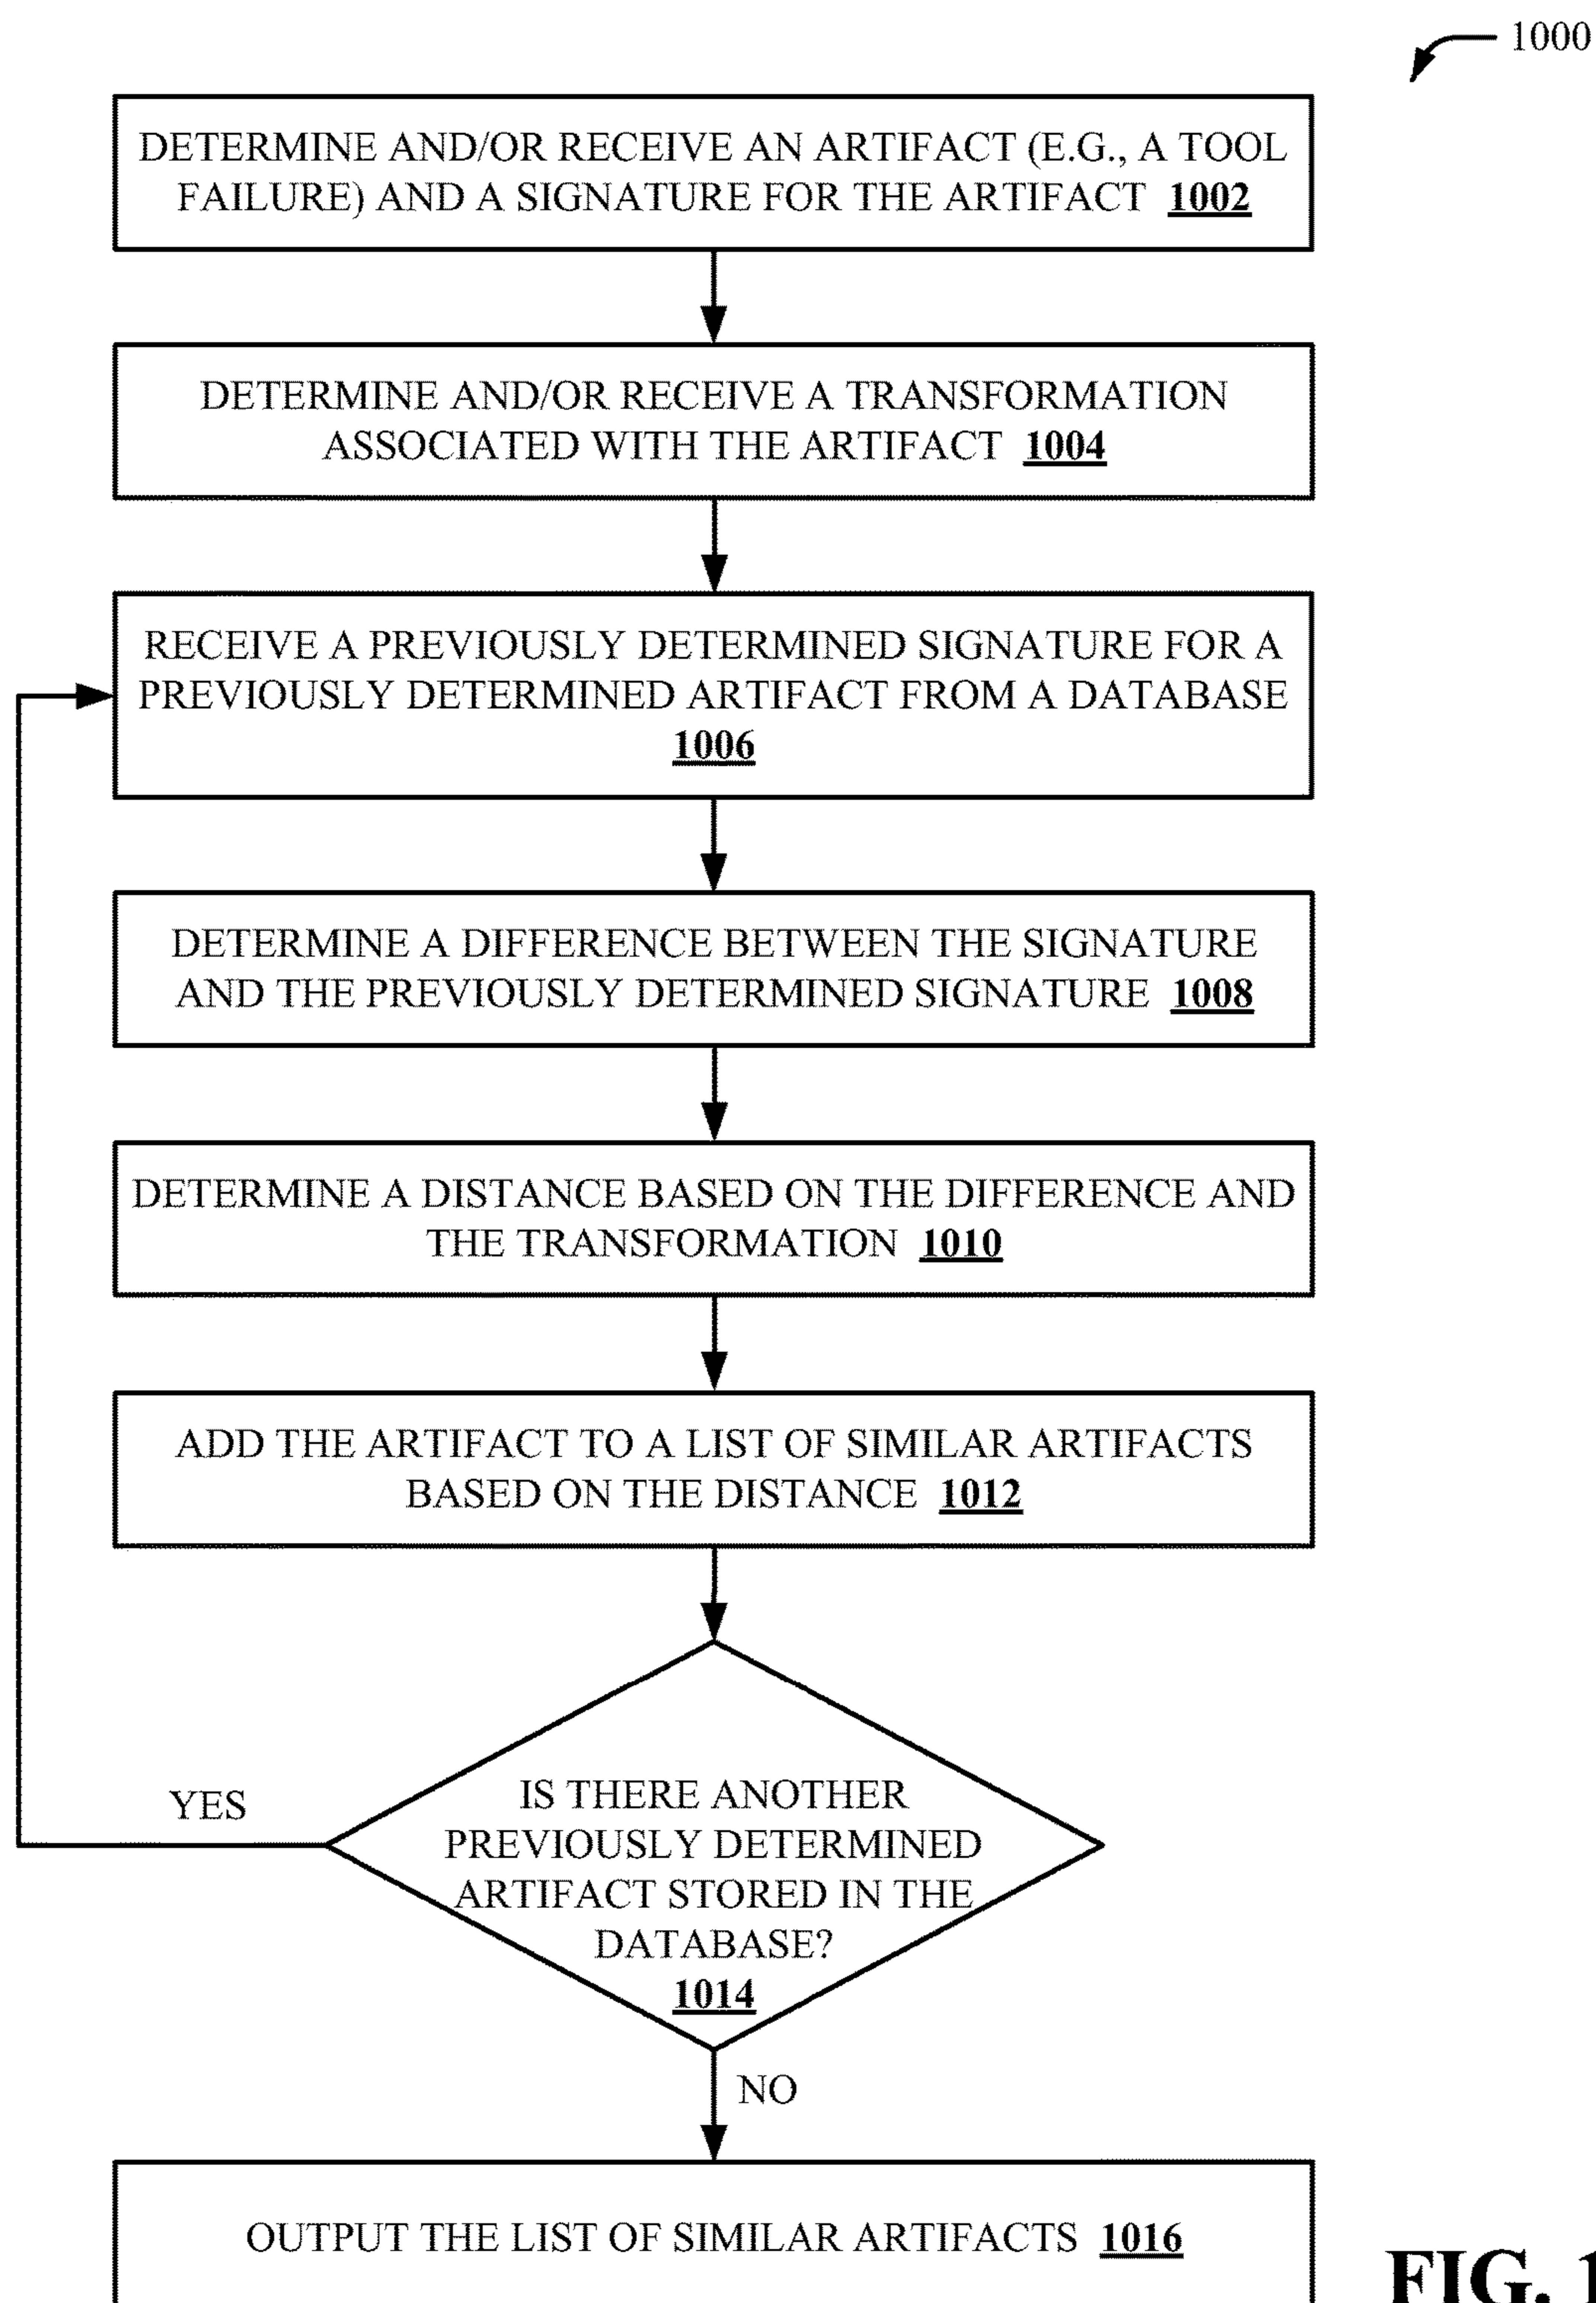 1000
DETERMINE AND/OR RECEIVE AN ARTIFACT (E.G., A TOOL
FAILURE) AND A SIGNATURE FOR THE ARTIFACT 1002
DETERMINE AND/OR RECEIVE A TRANSFORMATION
ASSOCIATED WITH THE ARTIFACT 1004
RECEIVE A PREVIOUSLY DETERMINED SIGNATURE FOR A
PREVIOUSLY DETERMINED ARTIFACT FROM A DATABASE
1006
DETERMINE A DIFFERENCE BETWEEN THE SIGNATURE
AND THE PREVIOUSLY DETERMINED SIGNATURE 1008
DETERMINE A DISTANCE BASED ON THE DIFFERENCE AND
THE TRANSFORMATION 1010
ADD THE ARTIFACT TO A LIST OF SIMILAR ARTIFACTS
BASED ON THE DISTANCE 1012
YES
IS THERE ANOTHER
PREVIOUSLY DETERMINED
ARTIFACT STORED IN THE
DATABASE?
1014
NO
OUTPUT THE LIST OF SIMILAR ARTIFACTS 1016
FIG. 1